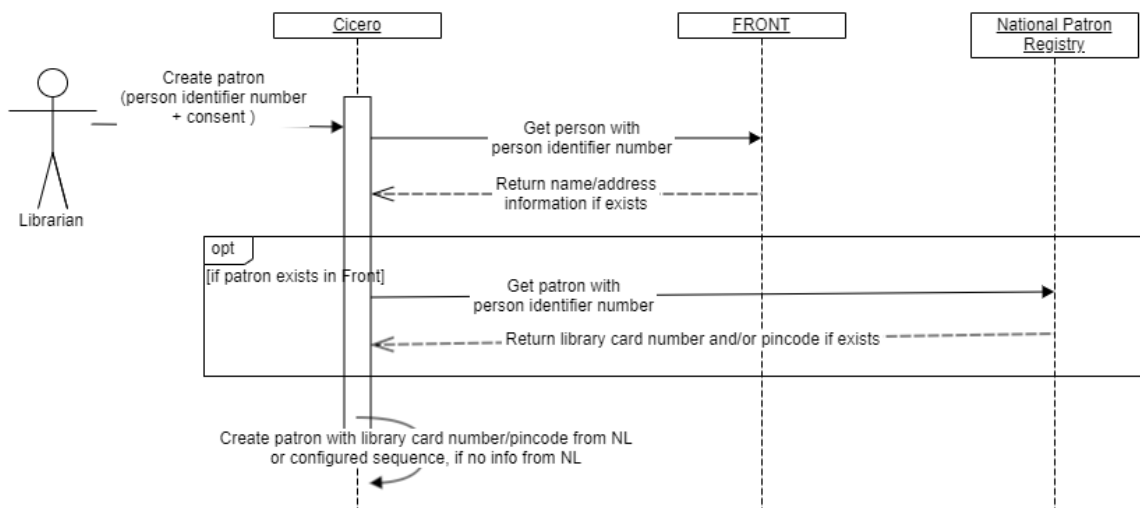 Cicero
FRONT
National Patron
Registry
Create patron
(person identifier number
+ consent )
Get person with
person identifier number
Return name/address
information if exists
Librarian
opt
[if patron exists in Front]
Get patron with
person identifier number
Return library card number and/or pincode if exists
Create patron with library card number/pincode from NL
or configured sequence, if no info from NL